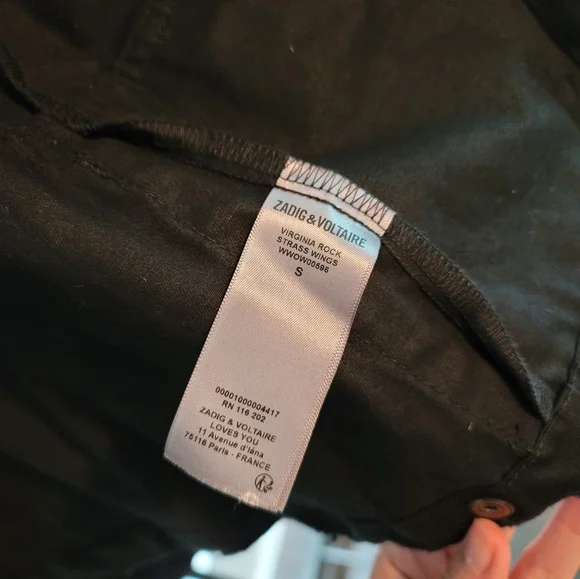 ZADIG & VOLTAIRE
VIRGINIA ROCK
STRASS WINGS
WWOW00596
S
00001000004417
RN 116 202
ZADIG & VOLTAIRE
LOVES YOU
11 Avenue d'Iéna
75116 Paris - FRANCE